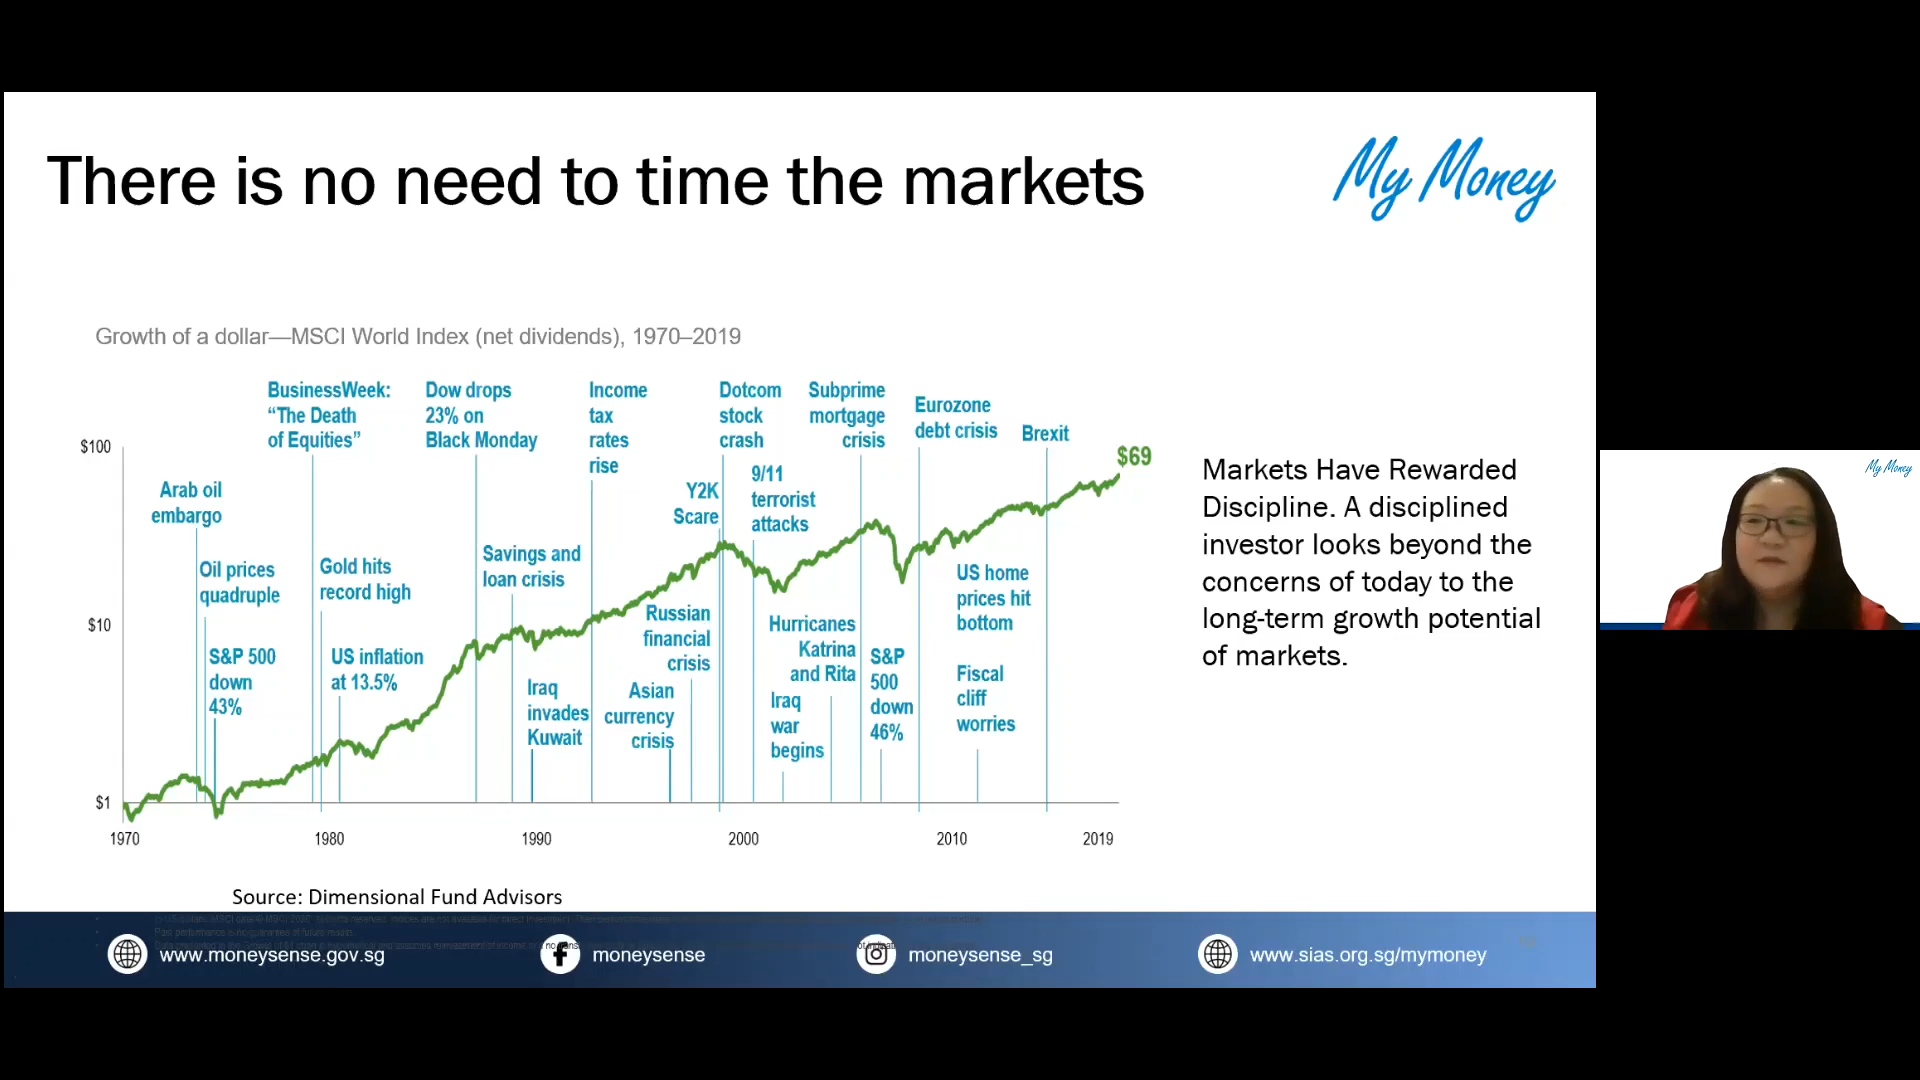 There is no need to time the markets
My Money
Growth of a dollar—MSCI World Index (net dividends), 1970–2019
BusinessWeek:
“The Death
of Equities”
Dow drops
23% on
Black Monday
Income
tax
rates
rise
Dotcom
stock
crash
Subprime
mortgage
crisis
Eurozone
debt crisis
Brexit
$100
$69
Arab oil
embargo
Y2K
Scare
9/11
terrorist
attacks
Oil prices
quadruple
Gold hits
record high
Savings and
loan crisis
US home
prices hit
bottom
$10
Russian
financial
crisis
Hurricanes
Katrina
and Rita
S&P 500
down
43%
US inflation
at 13.5%
Iraq
invades
Kuwait
Asian
currency
crisis
Iraq
war
begins
S&P
500
down
46%
Fiscal
cliff
worries
$1
1970
1980
1990
2000
2010
2019
Markets Have Rewarded
Discipline. A disciplined
investor looks beyond the
concerns of today to the
long-term growth potential
of markets.
My Money
Source: Dimensional Fund Advisors
www.moneysense.gov.sg
moneysense
moneysense_sg
www.sias.org.sg/mymoney